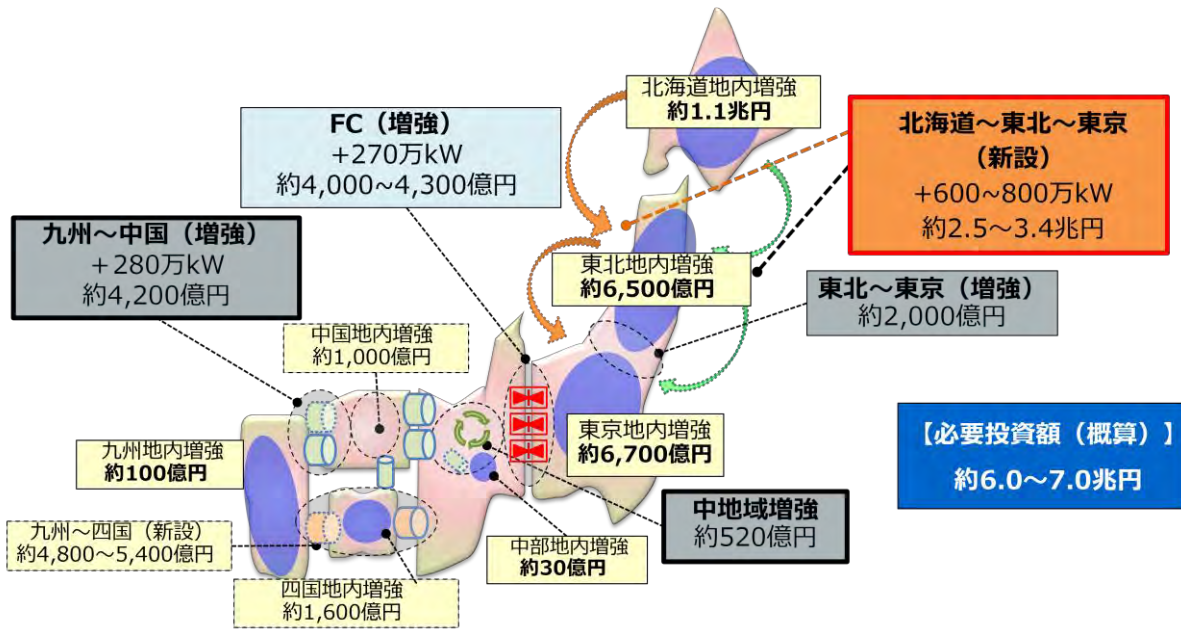 北海道地内増強
約1.1兆円
FC（増強）
+270万kW
約4,000~4,300億円
北海道～東北～東京
（新設）
+600~800万kW
約2.5～3.4兆円
九州～中国（増強）
+280万kW
約4,200億円
東北地内増強
約6,500億円
東北～東京（増強）
約2,000億円
中国地内増強
約1,000億円
九州地内増強
約100億円
東京地内増強
約6,700億円
【必要投資額（概算）】
約6.0～7.0兆円
中地域増強
約520億円
九州～四国（新設）
約4,800～5,400億円
中部地内増強
約30億円
四国地内増強
約1,600億円